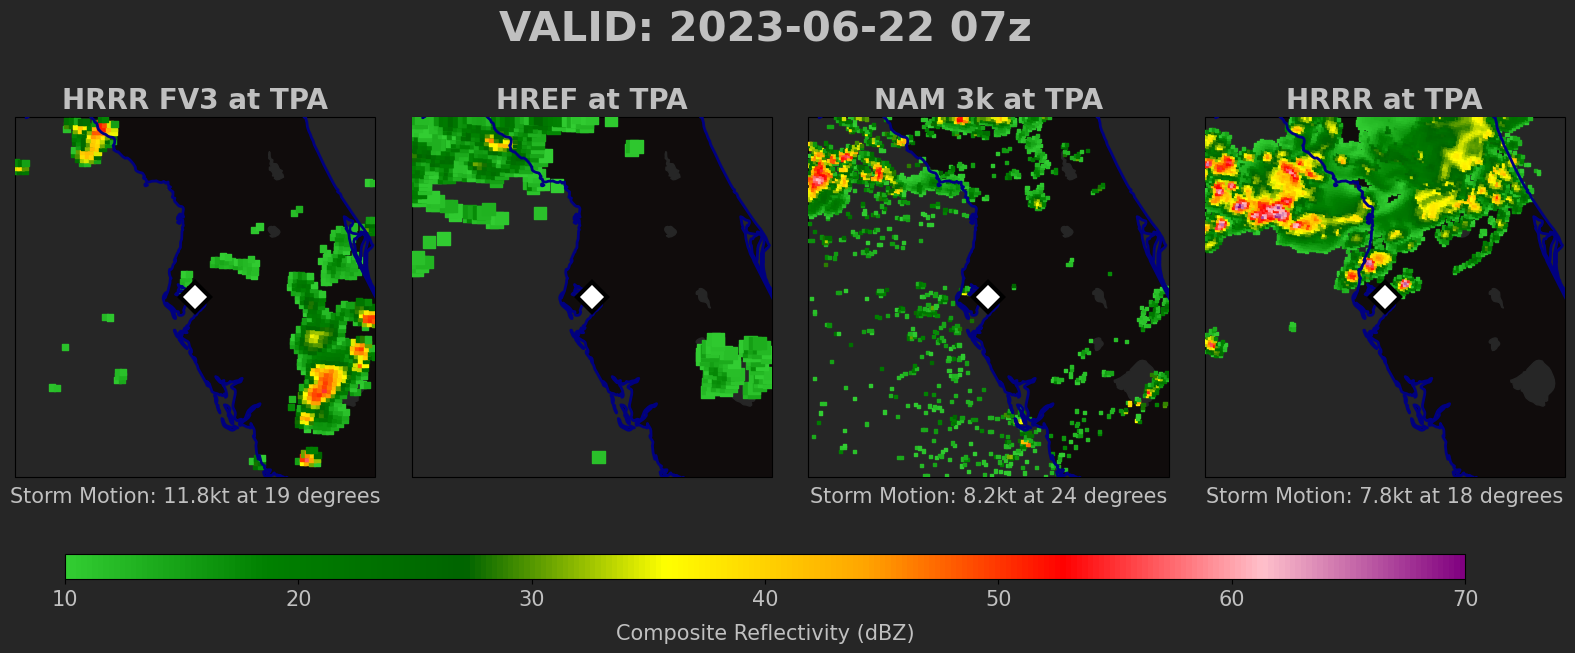 VALID: 2023-06-22 07z
HRRR FV3 at TPA
HREF at TPA
NAM 3k at TPA
HRRR at TPA
Storm Motion: 11.8kt at 19 degrees
Storm Motion: 8.2kt at 24 degrees
Storm Motion: 7.8kt at 18 degrees
10 20 30 40 50 60 70
Composite Reflectivity (dBZ)